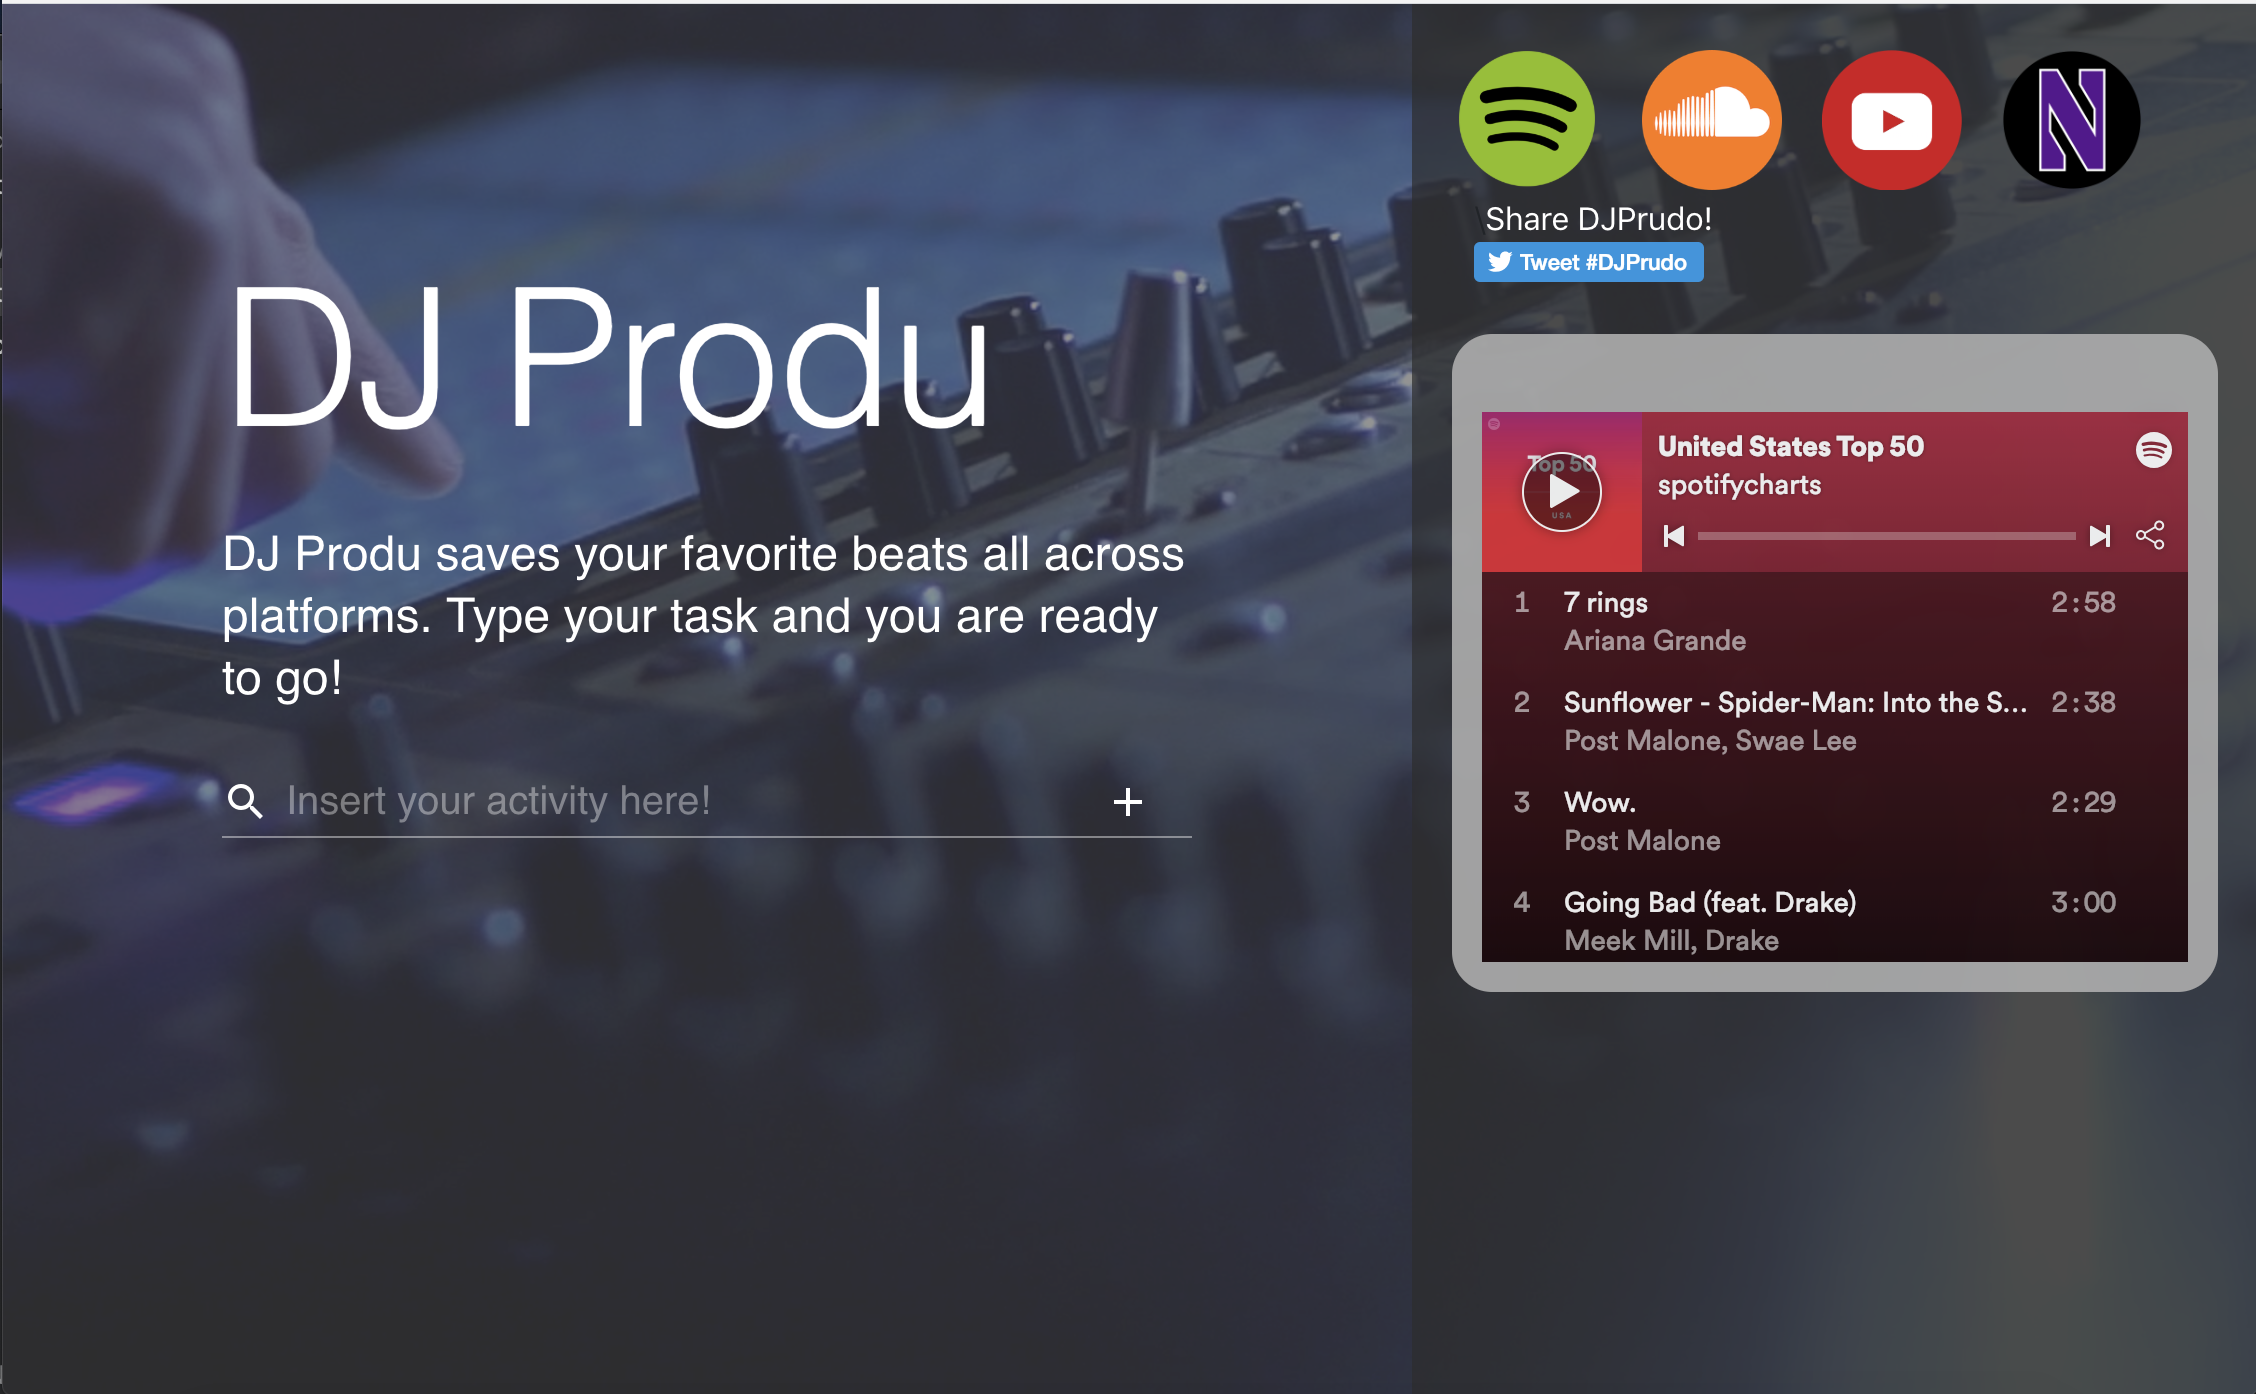 DJ Produ
DJ Produ saves your favorite beats all across
platforms. Type your task and you are ready
to go!
Insert your activity here!
N
\Share DJPrudo!
Tweet #DJPrudo
Top 50
USA
United States Top 50
spotifycharts
1 7 rings 2:58
Ariana Grande
2 Sunflower - Spider-Man: Into the S... 2:38
Post Malone, Swae Lee
3 Wow. 2:29
Post Malone
4 Going Bad (feat. Drake) 3:00
Meek Mill, Drake